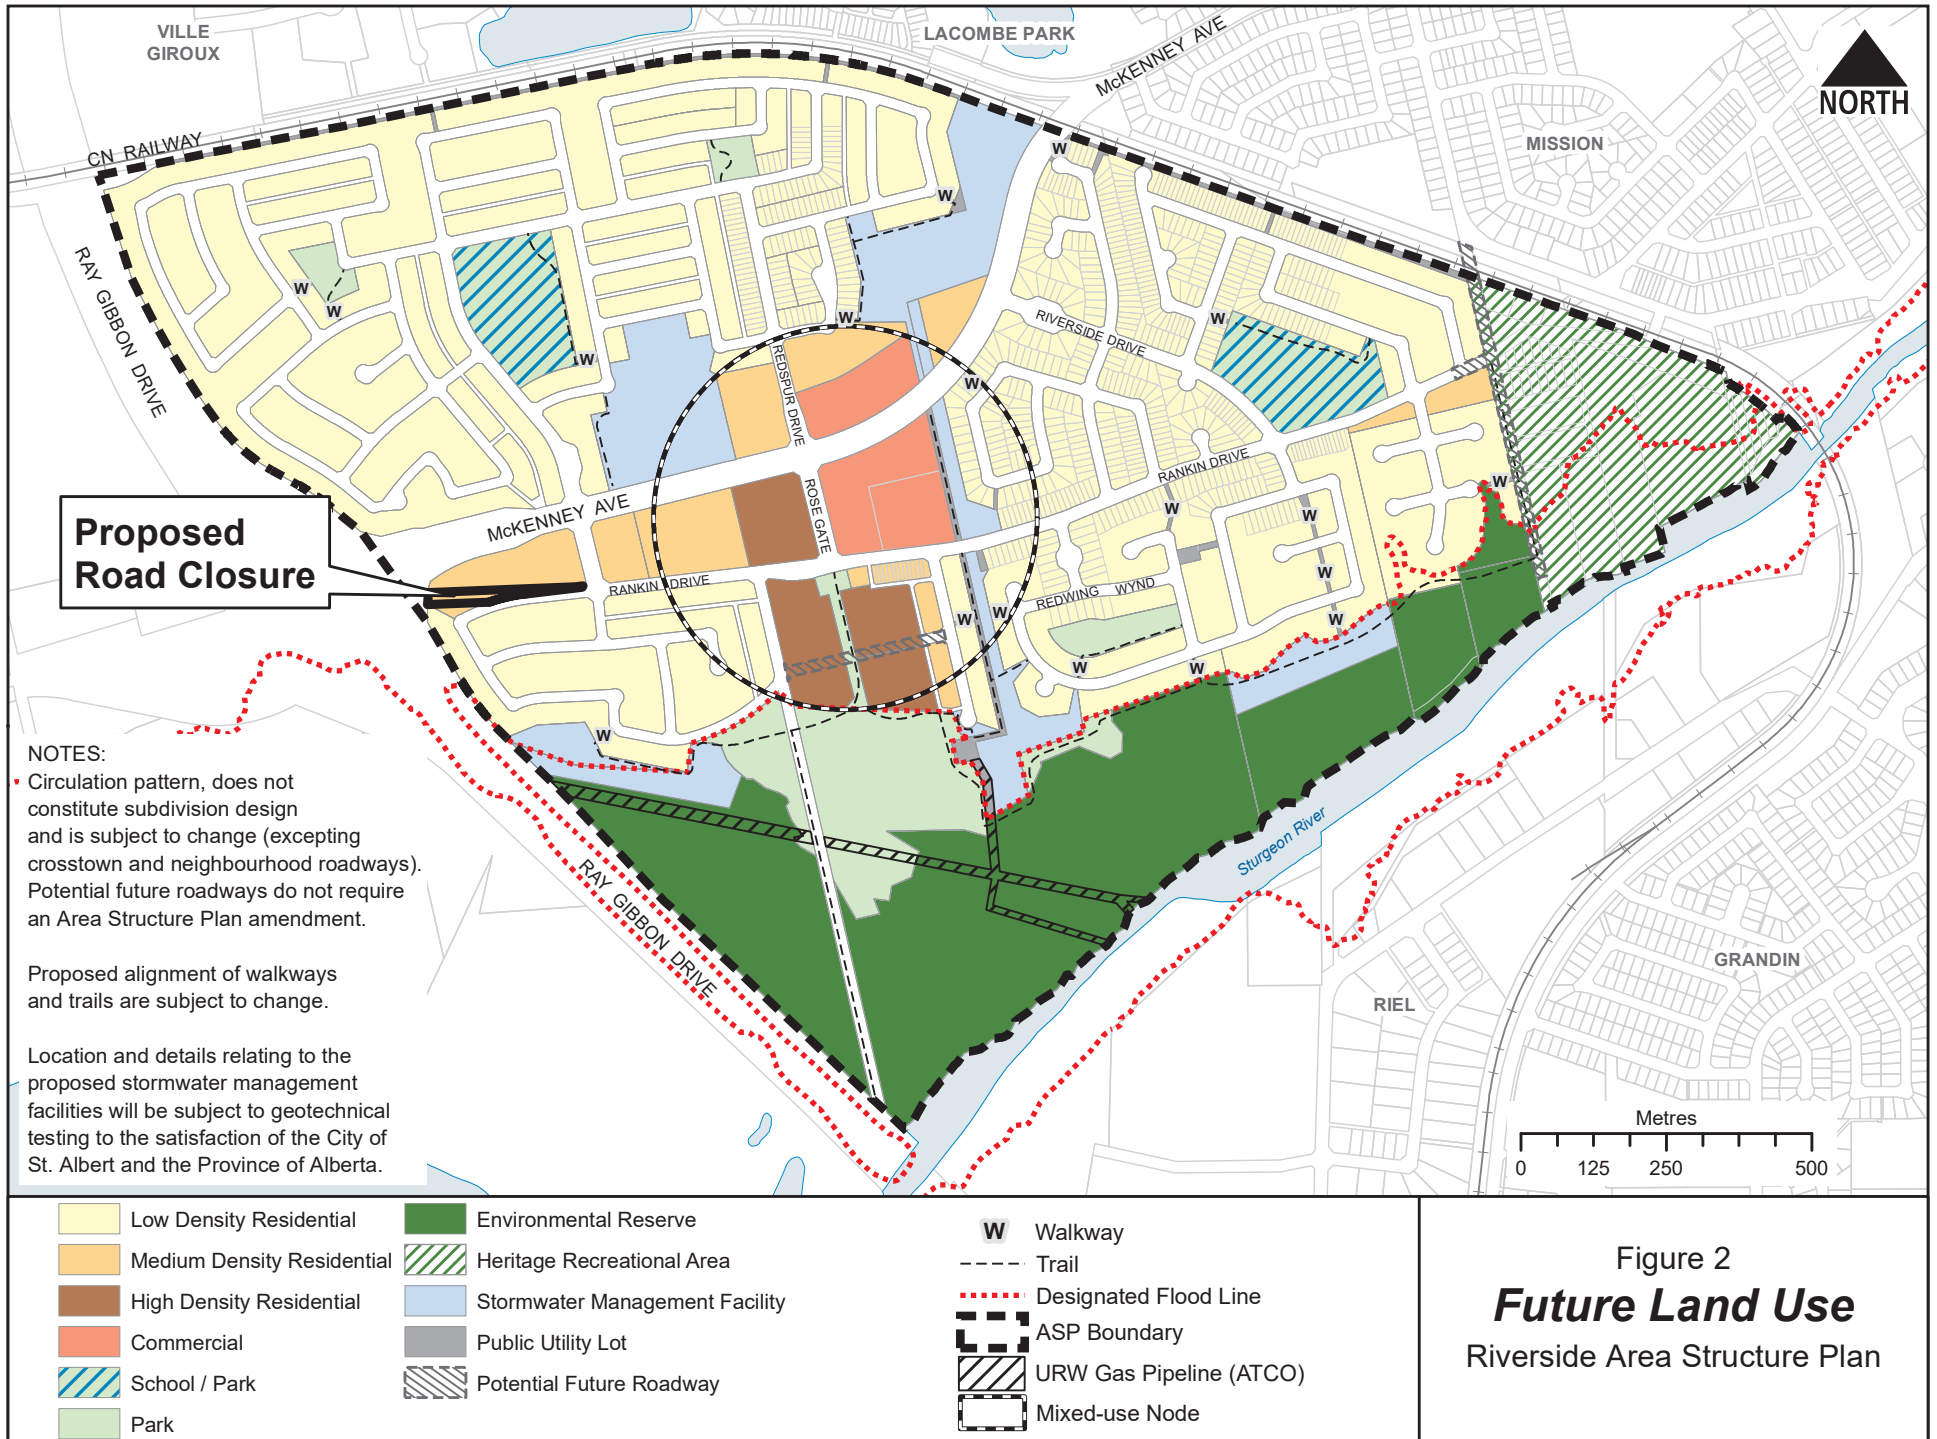 VILLE
GIROUX
LACOMBE PARK
McKENNEY AVE
NORTH
MISSION
CN RAILWAY
RAY GIBBON DRIVE
W
W
W
W
W
W
W
RIVERSIDE DRIVE
W
REDSPUR DRIVE
McKENNEY AVE
ROSE GATE
RANKIN DRIVE
W
W
W
W
Proposed
Road Closure
RANKIN DRIVE
REDWING WYND
W
W
W
W
W
W
NOTES:
Circulation pattern, does not
constitute subdivision design
and is subject to change (excepting
crosstown and neighbourhood roadways).
Potential future roadways do not require
an Area Structure Plan amendment.
Proposed alignment of walkways
and trails are subject to change.
Location and details relating to the
proposed stormwater management
facilities will be subject to geotechnical
testing to the satisfaction of the City of
St. Albert and the Province of Alberta.
RAY GIBBON DRIVE
Sturgeon River
GRANDIN
RIEL
Metres
0 125 250 500
Low Density Residential
Medium Density Residential
High Density Residential
Commercial
School / Park
Park
Environmental Reserve
Heritage Recreational Area
Stormwater Management Facility
Public Utility Lot
Potential Future Roadway
W Walkway
Trail
Designated Flood Line
ASP Boundary
URW Gas Pipeline (ATCO)
Mixed-use Node
Figure 2
Future Land Use
Riverside Area Structure Plan